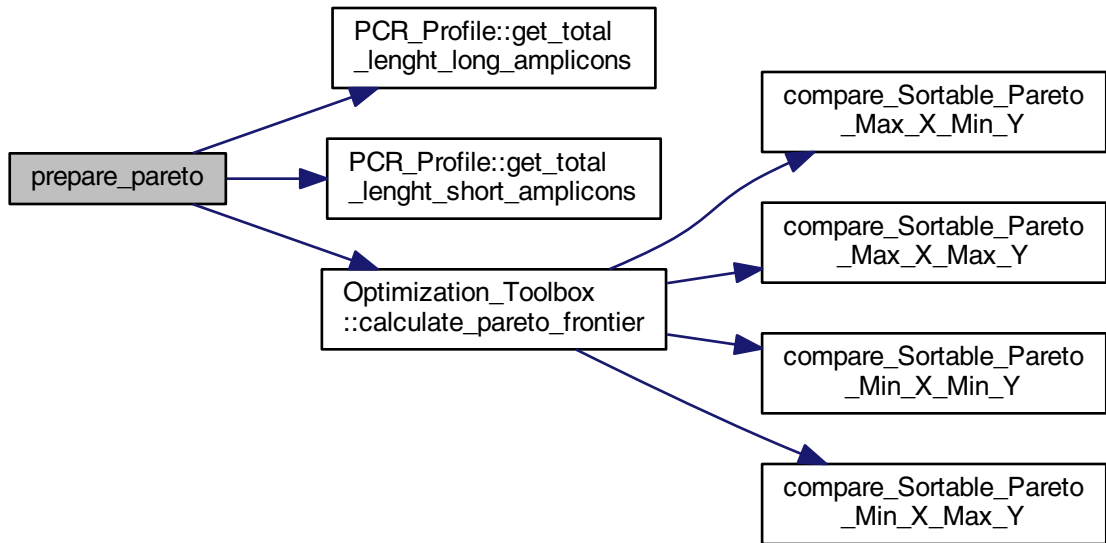 prepare_pareto
PCR_Profile::get_total
_lenght_long_amplicons
PCR_Profile::get_total
_lenght_short_amplicons
Optimization_Toolbox
::calculate_pareto_frontier
compare_Sortable_Pareto
_Max_X_Min_Y
compare_Sortable_Pareto
_Max_X_Max_Y
compare_Sortable_Pareto
_Min_X_Min_Y
compare_Sortable_Pareto
_Min_X_Max_Y